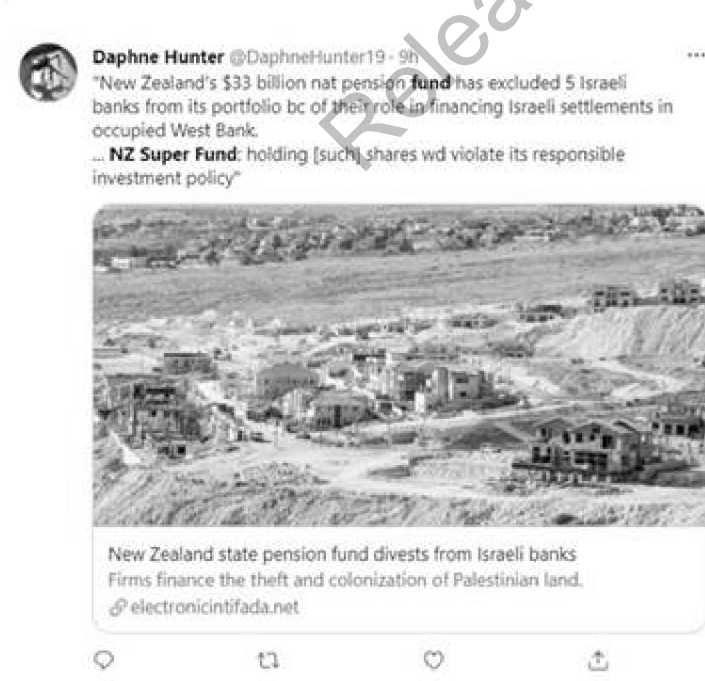 Daphne Hunter @DaphneHunter19 · 9h
"New Zealand's $33 billion nat pension fund has excluded 5 Israeli
banks from its portfolio bc of their role in financing Israeli settlements in
occupied West Bank.
... NZ Super Fund: holding [such] shares wd violate its responsible
investment policy"
New Zealand state pension fund divests from Israeli banks
Firms finance the theft and colonization of Palestinian land.
electronicintifada.net